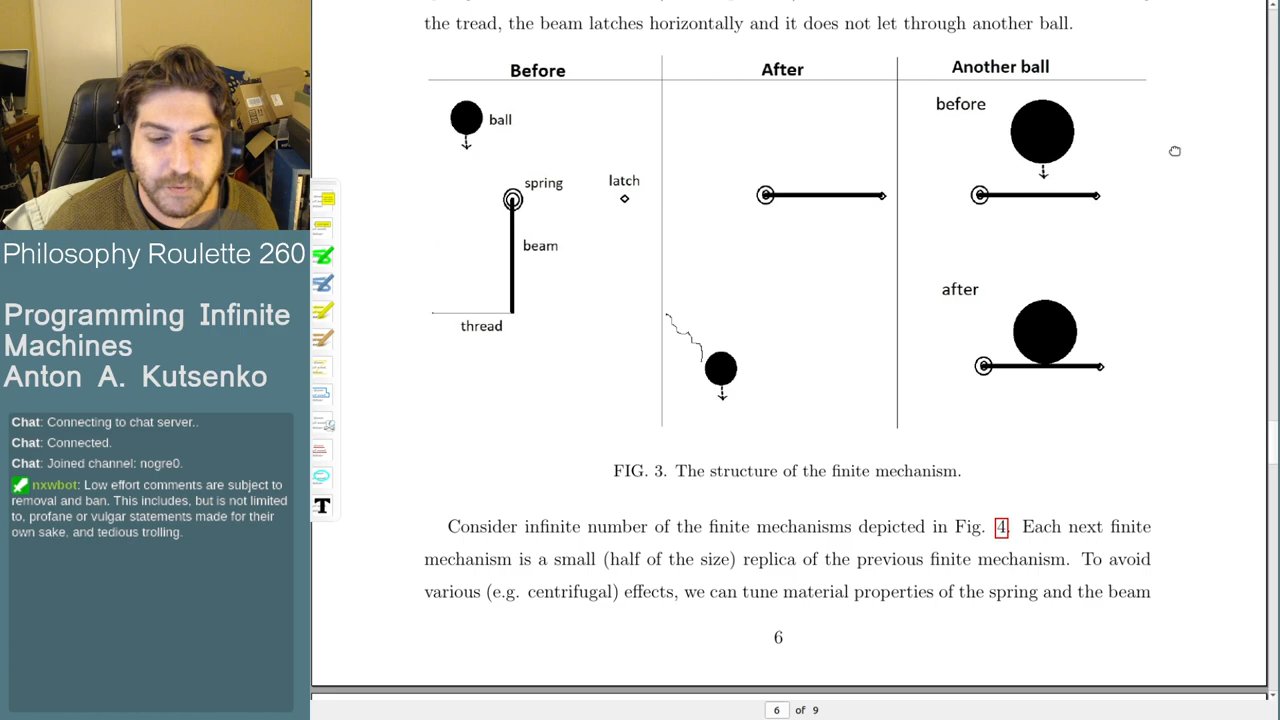 the tread, the beam latches horizontally and it does not let through another ball.
Before
After
Another ball
before
ball
spring
latch
beam
after
thread
FIG. 3. The structure of the finite mechanism.
Consider infinite number of the finite mechanisms depicted in Fig. 4. Each next finite
mechanism is a small (half of the size) replica of the previous finite mechanism. To avoid
various (e.g. centrifugal) effects, we can tune material properties of the spring and the beam
6
6 of 9
Philosophy Roulette 260
Programming Infinite
Machines
Anton A. Kutsenko
Chat: Connecting to chat server..
Chat: Connected.
Chat: Joined channel: nogre0.
nxwbot: Low effort comments are subject to
removal and ban. This includes, but is not limited
to, profane or vulgar statements made for their
own sake, and tedious trolling.
T